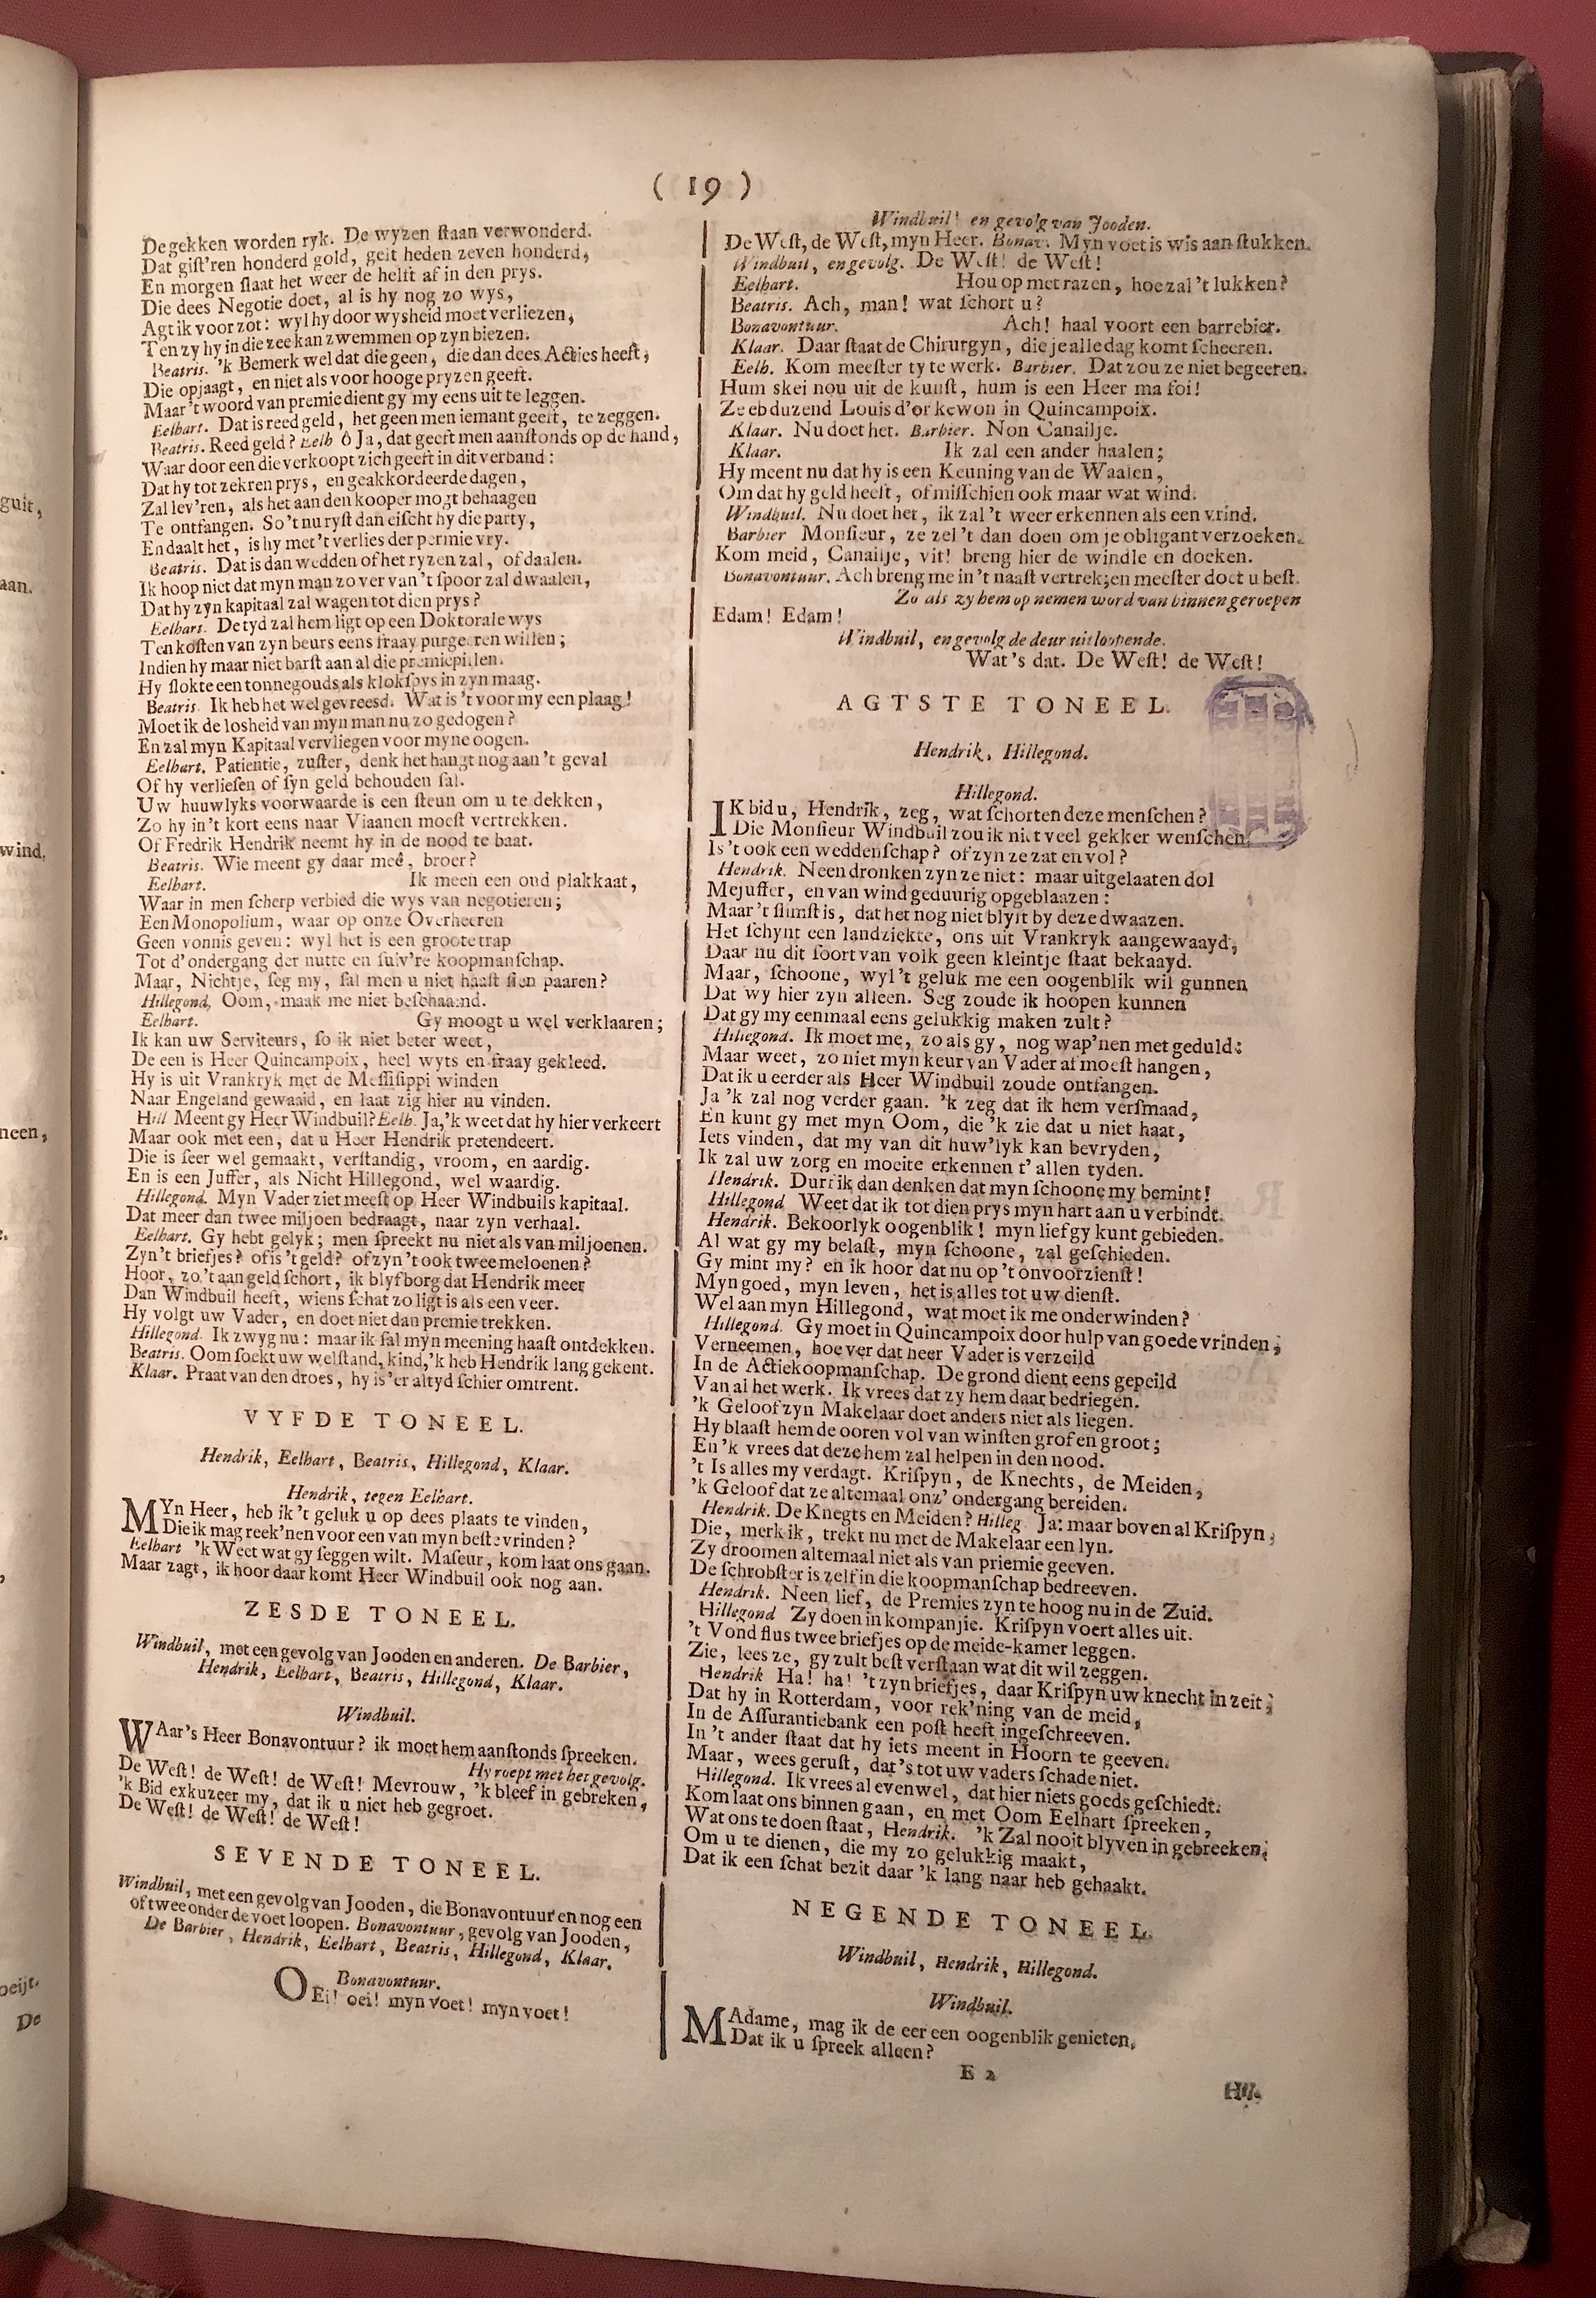 ( 19 )
De gekken worden ryk. De wyzen ſtaan verwonderd.
Dat giſt'ren honderd gold, gelt heden zeven honderd,
En morgen ſlaat het weer de helft af in den prys.
Die dees Negotie doet, al is hy nog zo wys,
Agt ik voor zot: wyl hy door wysheid moet verliezen,
Ten zy hy in die zee kan zwemmen op zyn biezen.
Beatris. 'k Bemerk wel dat die geen, die dan dees Acties heeft,
Die opjaagt, en niet als voor hooge pryzen geeft.
Maar 't woord van premie dient gy my eens uit te leggen.
Eelhart. Dat is reed geld, het geen men iemant geeft, te zeggen.
Beatris. Reed geld? Eelh ô Ja, dat geeft men aanſtonds op de hand,
Waar door een die verkoopt zich geeft in dit verband:
Dat hy tot zekren prys, en geakkordeerde dagen,
Zal lev'ren, als het aan den kooper mogt behaagen
Te ontfangen. So 't nu ryſt dan eiſcht hy die party,
En daalt het, is hy met 't verlies der permie vry.
Beatris. Dat is dan wedden of het ryzen zal, of daalen.
Ik hoop niet dat myn man zo ver van 't ſpoor zal dwaalen,
Dat hy zyn kapitaal zal wagen tot dien prys?
Eelhart. De tyd zal hem ligt op een Doktorale wys
Ten koſten van zyn beurs eens fraay purgeeren willen;
Indien hy maar niet barſt aan al die premiepillen.
Hy ſlokte een tonne gouds als klokſpys in zyn maag.
Beatris. Ik heb het wel gevreesd. Wat is 't voor my een plaag!
Moet ik de losheid van myn man nu zo gedogen?
En zal myn Kapitaal vervliegen voor myne oogen.
Eelhart. Patientie, zuſter, denk het hangt nog aan 't geval
Of hy verlieſen of ſyn geld behouden ſal.
Uw huuwlyks voorwaarde is een ſteun om u te dekken,
Zo hy in 't kort eens naar Viaanen moeſt vertrekken.
Of Fredrik Hendrik neemt hy in de nood te baat.
Beatris. Wie meent gy daar meê, broer?
Eelhart. Ik meen een oud plakkaat,
Waar in men ſcherp verbied die wys van negotieren;
Een Monopolium, waar op onze Overheeren
Geen vonnis geven: wyl het is een groote trap
Tot d' ondergang der nutte en ſuiv're koopmanſchap.
Maar, Nichtje, ſeg my, ſal men u niet haaſt ſien paaren?
Hillegond, Oom, maak me niet beſchaamd.
Eelhart. Gy moogt u wel verklaaren;
Ik kan uw Serviteurs, ſo ik niet beter weet,
De een is Heer Quincampoix, heel wyts en fraay gekleed.
Hy is uit Vrankryk met de Meſſiſippi winden
Naar Engeland gewaaid, en laat zig hier nu vinden.
Hill Meent gy Heer Windbuil? Eelh. Ja, 'k weet dat hy hier verkeert
Maar ook met een, dat u Heer Hendrik pretendeert.
Die is ſeer wel gemaakt, verſtandig, vroom, en aardig.
En is een Juffer, als Nicht Hillegond, wel waardig.
Hillegond. Myn Vader ziet meeſt op Heer Windbuils kapitaal.
Dat meer dan twee miljoen bedraagt, naar zyn verhaal.
Eelhart. Gy hebt gelyk; men ſpreekt nu niet als van miljoenen.
Zyn 't briefjes? of is 't geld? of zyn 't ook twee meloenen?
Hoor, zo 't aan geld ſchort, ik blyf borg dat Hendrik meer
Dan Windbuil heeft, wiens ſchat zo ligt is als een veer.
Hy volgt uw Vader, en doet niet dan premie trekken.
Hillegond. Ik zwyg nu: maar ik ſal myn meening haaſt ontdekken.
Beatris. Oom ſoekt uw welſtand, kind, 'k heb Hendrik lang gekent.
Klaar. Praat van den droes, hy is 'er altyd ſchier omtrent.
VYFDE TONEEL.
Hendrik, Eelhart, Beatris, Hillegond, Klaar.
Hendrik, tegen Eelhart.
MYn Heer, heb ik 't geluk u op dees plaats te vinden,
Die ik mag reek'nen voor een van myn beſte vrinden?
Eelhart 'k Weet wat gy ſeggen wilt. Maſeur, kom laat ons gaan.
Maar zagt, ik hoor daar komt Heer Windbuil ook nog aan.
ZESDE TONEEL.
Windbuil, met een gevolg van Jooden en anderen. De Barbier,
Hendrik, Eelhart, Beatris, Hillegond, Klaar.
Windbuil.
WAar's Heer Bonavontuur? ik moet hem aanſtonds ſpreeken.
Hy roept met het gevolg.
De Weſt! de Weſt! de Weſt! Mevrouw, 'k bleef in gebreken,
'k Bid exkuzeer my, dat ik u niet heb gegroet.
De Weſt! de Weſt! de Weſt!
SEVENDE TONEEL.
Windbuil, met een gevolg van Jooden, die Bonavontuur en nog een
of twee onder de voet loopen. Bonavontuur, gevolg van Jooden,
De Barbier, Hendrik, Eelhart, Beatris, Hillegond, Klaar.
Bonavontuur.
OEi! oei! myn voet! myn voet!
Windbuil! en gevolg van Jooden.
De Weſt, de Weſt, myn Heer. Bonav. Myn voet is wis aan ſtukken.
Windbuil, en gevolg. De Weſt! de Weſt!
Eelhart. Hou op met razen, hoe zal 't lukken?
Beatris. Ach, man! wat ſchort u?
Bonavontuur. Ach! haal voort een barrebier.
Klaar. Daar ſtaat de Chirurgyn, die je alle dag komt ſcheeren.
Eelh. Kom meeſter ty te werk. Barbier. Dat zou ze niet begeeren.
Hum skei nou uit de kunſt, hum is een Heer ma foi!
Ze eb duzend Louis d'or kewon in Quincampoix.
Klaar. Nu doet het. Barbier. Non Canailje.
Klaar. Ik zal een ander haalen;
Hy meent nu dat hy is een Keuning van de Waalen,
Om dat hy geld heeft, of miſſchien ook maar wat wind.
Windbuil. Nu doet het, ik zal 't weer erkennen als een vrind.
Barbier Monſieur, ze zel 't dan doen om je obligant verzoeken.
Kom meid, Canailje, vit! breng hier de windle en doeken.
Bonavontuur. Ach breng me in 't naaſt vertrek; en meeſter doet u beſt.
Zo als zy hem op nemen word van binnen geroepen
Edam! Edam!
Windbuil, en gevolg de deur uitloopende.
Wat's dat. De Weſt! de Weſt!
AGTSTE TONEEL.
Hendrik, Hillegond.
Hillegond.
IK bid u, Hendrik, zeg, wat ſchorten deze menſchen?
Die Monſieur Windbuil zou ik niet veel gekker wenſchen.
Is 't ook een weddenſchap? of zyn ze zat en vol?
Hendrik. Neen dronken zyn ze niet: maar uitgelaaten dol
Mejuffer, en van wind geduurig opgeblaazen:
Maar 't ſlimſt is, dat het nog niet blyft by deze dwaazen.
Het ſchynt een landziekte, ons uit Vrankryk aangewaayd,
Daar nu dit ſoort van volk geen kleintje ſtaat bekaayd.
Maar, ſchoone, wyl 't geluk me een oogenblik wil gunnen
Dat wy hier zyn alleen. Seg zoude ik hoopen kunnen
Dat gy my eenmaal eens gelukkig maken zult?
Hillegond. Ik moet me, zo als gy, nog wap'nen met geduld:
Maar weet, zo niet myn keur van Vader af moeſt hangen,
Dat ik u eerder als Heer Windbuil zoude ontfangen.
Ja 'k zal nog verder gaan. 'k zeg dat ik hem verſmaad,
En kunt gy met myn Oom, die 'k zie dat u niet haat,
Iets vinden, dat my van dit huw'lyk kan bevryden,
Ik zal uw zorg en moeite erkennen t' allen tyden.
Hendrik. Durf ik dan denken dat myn ſchoone my bemint!
Hillegond Weet dat ik tot dien prys myn hart aan u verbindt.
Hendrik. Bekoorlyk oogenblik! myn lief gy kunt gebieden.
Al wat gy my belaſt, myn ſchoone, zal geſchieden.
Gy mint my? en ik hoor dat nu op 't onvoorzienſt!
Myn goed, myn leven, het is alles tot uw dienſt.
Wel aan myn Hillegond, wat moet ik me onderwinden?
Hillegond. Gy moet in Quincampoix door hulp van goede vrinden,
Verneemen, hoe ver dat heer Vader is verzeild
In de Actiekoopmanſchap. De grond dient eens gepeild
Van al het werk. Ik vrees dat zy hem daar bedriegen.
'k Geloof zyn Makelaar doet anders niet als liegen.
Hy blaaſt hem de ooren vol van winſten grof en groot;
En 'k vrees dat deze hem zal helpen in den nood.
't Is alles my verdagt. Kriſpyn, de Knechts, de Meiden,
'k Geloof dat ze altemaal onz' ondergang bereiden.
Hendrik. De Knegts en Meiden? Hilleg. Ja: maar boven al Kriſpyn,
Die, merk ik, trekt nu met de Makelaar een lyn.
Zy droomen altemaal niet als van priemie geeven.
De ſchrobſter is zelf in die koopmanſchap bedreeven.
Hendrik. Neen lief, de Premies zyn te hoog nu in de Zuid.
Hillegond Zy doen in kompanjie. Kriſpyn voert alles uit.
't Vond flus twee briefjes op de meide-kamer leggen.
Zie, lees ze, gy zult beſt verſtaan wat dit wil zeggen.
Hendrik Ha! ha! 't zyn briefjes, daar Kriſpyn uw knecht in zeit,
Dat hy in Rotterdam, voor rek'ning van de meid,
In de Aſſurantiebank een poſt heeft ingeſchreeven.
In 't ander ſtaat dat hy iets meent in Hoorn te geeven.
Maar, wees geruſt, dat's tot uw vaders ſchade niet.
Hillegond. Ik vrees al evenwel, dat hier niets goeds geſchiedt.
Kom laat ons binnen gaan, en met Oom Eelhart ſpreeken,
Wat ons te doen ſtaat, Hendrik. 'k Zal nooit blyven in gebreeken,
Om u te dienen, die my zo gelukkig maakt,
Dat ik een ſchat bezit daar 'k lang naar heb gehaakt.
NEGENDE TONEEL.
Windbuil, Hendrik, Hillegond.
Windbuil.
MAdame, mag ik de eer een oogenblik genieten,
Dat ik u ſpreek alleen?
E 2
Hil.
guit,
aan.
wind,
neen,
oeijt.
De